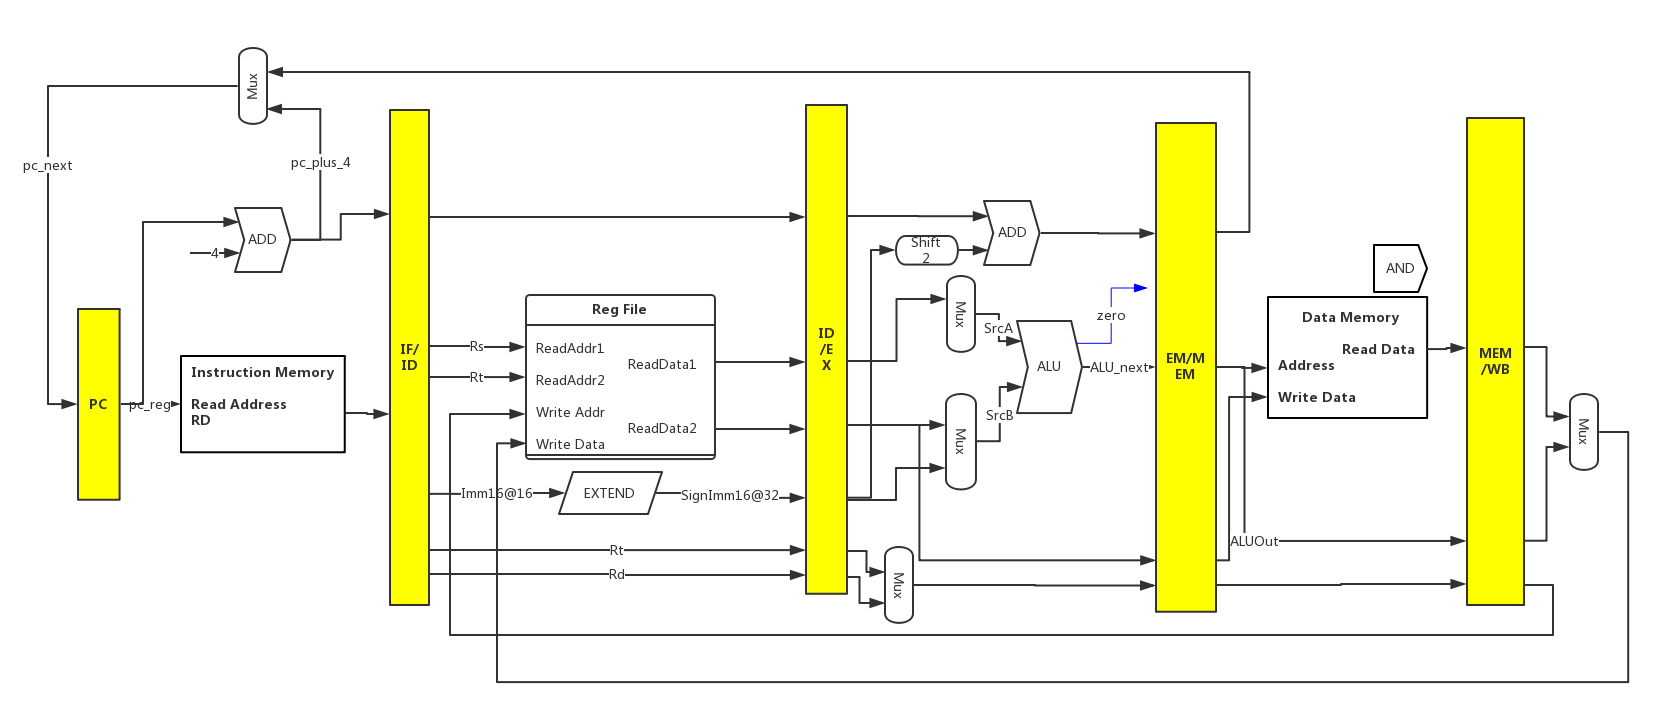 Mux
pc_next
pc_plus_4
ADD
4
PC
pc_reg
Instruction Memory
Read Address
RD
IF/
ID
Rs
Rt
Imm16@16
Reg File
ReadAddr1
ReadData1
ReadAddr2
Write Addr
ReadData2
Write Data
EXTEND
SignImm16@32
Rt
Rd
ID
/E
X
ADD
Shift
2
Mux
SrcA
zero
ALU
ALU_next
SrcB
Mux
Mux
EM/M
EM
AND
Data Memory
Read Data
Address
Write Data
ALUOut
MEM
/WB
Mux